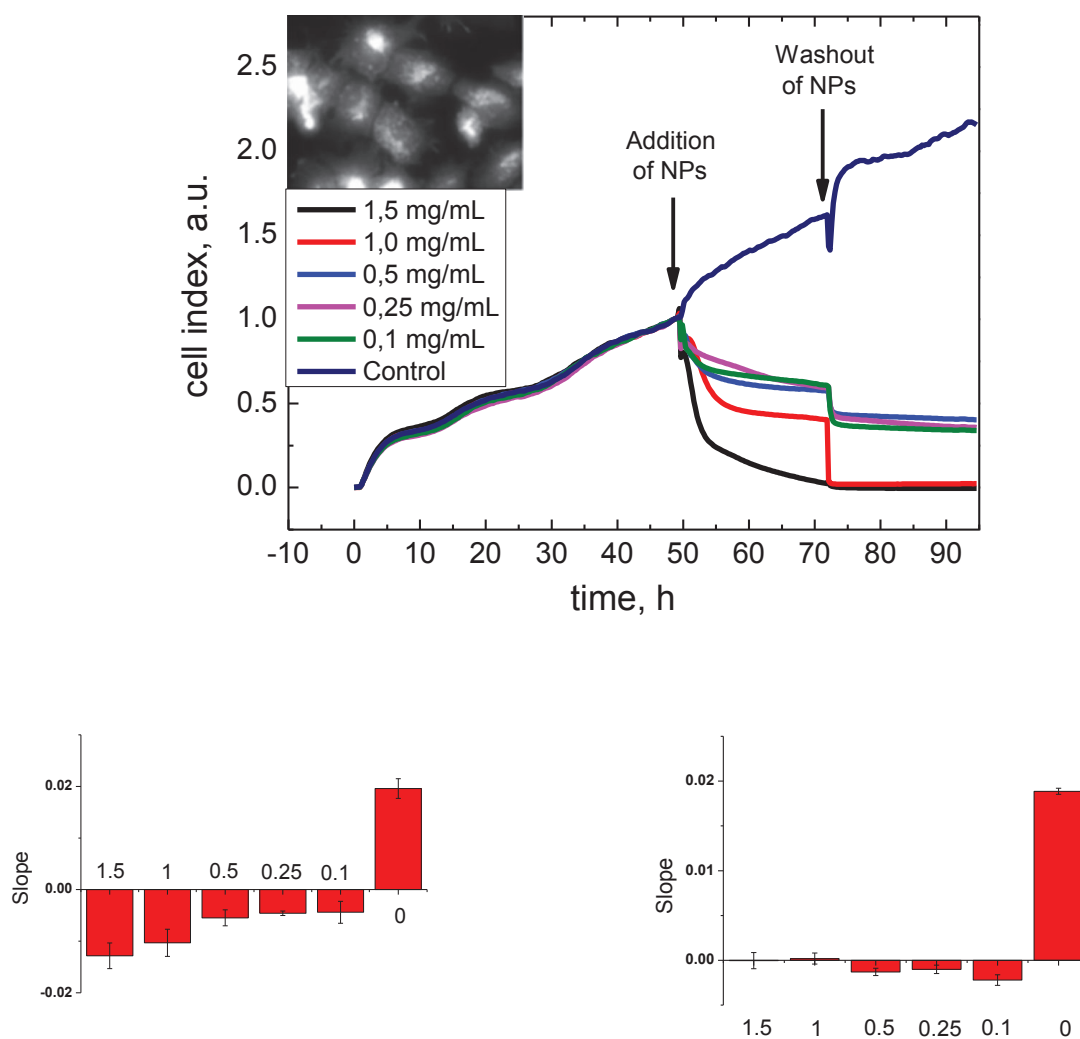 Washout
of NPs
Addition
of NPs
1,5 mg/mL
1,0 mg/mL
0,5 mg/mL
0,25 mg/mL
0,1 mg/mL
Control
cell index, a.u.
2.5
2.0
1.5
1.0
0.5
0.0
-10 0 10 20 30 40 50 60 70 80 90
time, h
Slope
0.02
0.00
-0.02
1.5 1 0.5 0.25 0.1 0
Slope
0.02
0.01
0.00
1.5 1 0.5 0.25 0.1 0